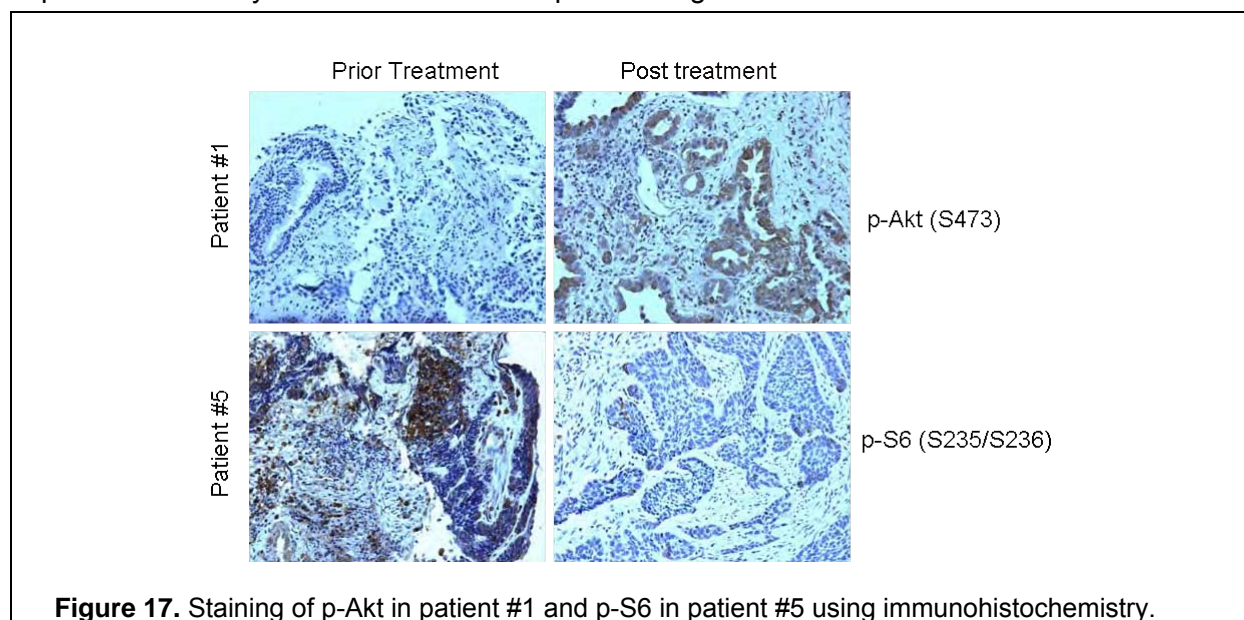 Prior Treatment Post treatment
Patient #1
p-Akt (S473)
Patient #5
p-S6 (S235/S236)
Figure 17. Staining of p-Akt in patient #1 and p-S6 in patient #5 using immunohistochemistry.